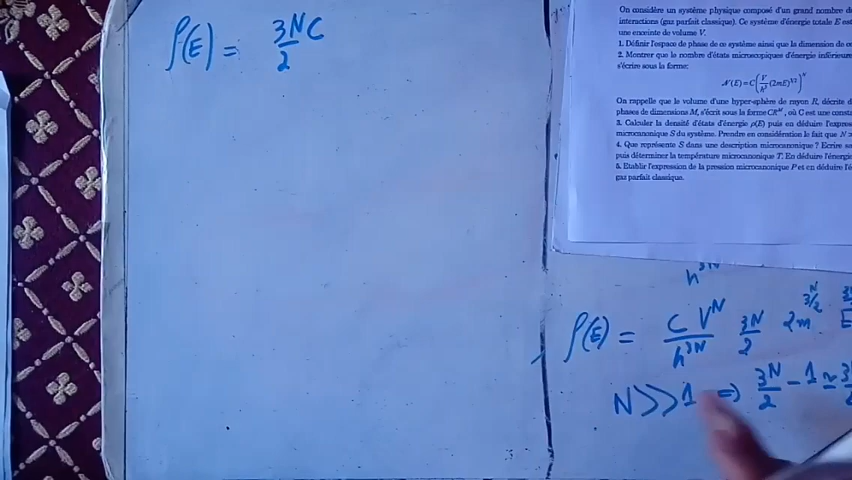 ρ(E) = 3N/2 C
On considère un système physique composé d'un grand nombre d
interactions (gaz parfait classique). Ce système d'énergie totale E est
une enceinte de volume V.
1. Définir l'espace de phase de ce système ainsi que la dimension de ce
2. Montrer que le nombre d'états microscopiques d'énergie inférieure
s'écrire sous la forme:
𝒩(E) = C(V/h³ (2mE)^3/2)^N
On rappelle que le volume d'une hyper-sphère de rayon R, décrite d
phases de dimensions M, s'écrit sous la forme CR^M, où C est une const
3. Calculer la densité d'états d'énergie ρ(E) puis en déduire l'expres
microcanonique S du système. Prendre en considération le fait que N ≫
4. Que représente S dans une description microcanonique ? Ecrire sa
puis déterminer la température microcanonique T. En déduire l'énergie
5. Etablir l'expression de la pression microcanonique P et en déduire l'é
gaz parfait classique.
h^3N
ρ(E) = C V^N/h^3N 3N/2 2m^3N/2 E
N >> 1 ⇒ 3N/2 - 1 ≃ 3